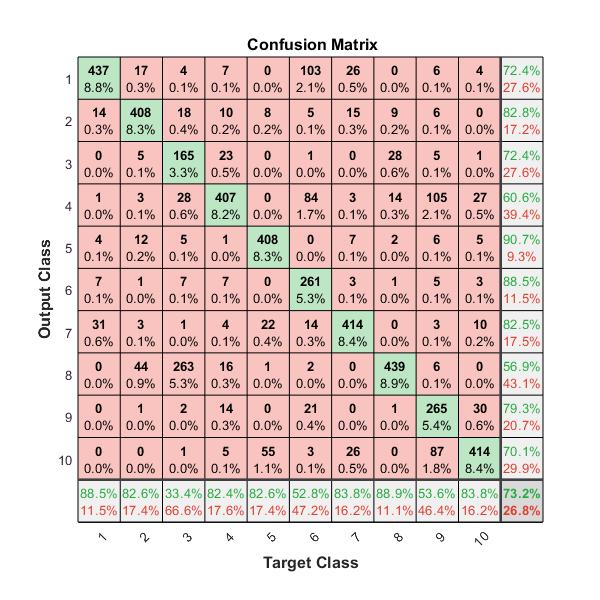 Confusion Matrix
1 437 17 4 7 0 103 26 0 6 4 72.4%
8.8% 0.3% 0.1% 0.1% 0.0% 2.1% 0.5% 0.0% 0.1% 0.1% 27.6%
2 14 408 18 10 8 5 15 9 6 0 82.8%
0.3% 8.3% 0.4% 0.2% 0.2% 0.1% 0.3% 0.2% 0.1% 0.0% 17.2%
3 0 5 165 23 0 1 0 28 5 1 72.4%
0.0% 0.1% 3.3% 0.5% 0.0% 0.0% 0.0% 0.6% 0.1% 0.0% 27.6%
4 1 3 28 407 0 84 3 14 105 27 60.6%
0.0% 0.1% 0.6% 8.2% 0.0% 1.7% 0.1% 0.3% 2.1% 0.5% 39.4%
5 4 12 5 1 408 0 7 2 6 5 90.7%
0.1% 0.2% 0.1% 0.0% 8.3% 0.0% 0.1% 0.0% 0.1% 0.1% 9.3%
6 7 1 7 7 0 261 3 1 5 3 88.5%
0.1% 0.0% 0.1% 0.1% 0.0% 5.3% 0.1% 0.0% 0.1% 0.1% 11.5%
7 31 3 1 4 22 14 414 0 3 10 82.5%
0.6% 0.1% 0.0% 0.1% 0.4% 0.3% 8.4% 0.0% 0.1% 0.2% 17.5%
8 0 44 263 16 1 2 0 439 6 0 56.9%
0.0% 0.9% 5.3% 0.3% 0.0% 0.0% 0.0% 8.9% 0.1% 0.0% 43.1%
9 0 1 2 14 0 21 0 1 265 30 79.3%
0.0% 0.0% 0.0% 0.3% 0.0% 0.4% 0.0% 0.0% 5.4% 0.6% 20.7%
10 0 0 1 5 55 3 26 0 87 414 70.1%
0.0% 0.0% 0.0% 0.1% 1.1% 0.1% 0.5% 0.0% 1.8% 8.4% 29.9%
88.5% 82.6% 33.4% 82.4% 82.6% 52.8% 83.8% 88.9% 53.6% 83.8% 73.2%
11.5% 17.4% 66.6% 17.6% 17.4% 47.2% 16.2% 11.1% 46.4% 16.2% 26.8%
1 2 3 4 5 6 7 8 9 10
Target Class
Output Class